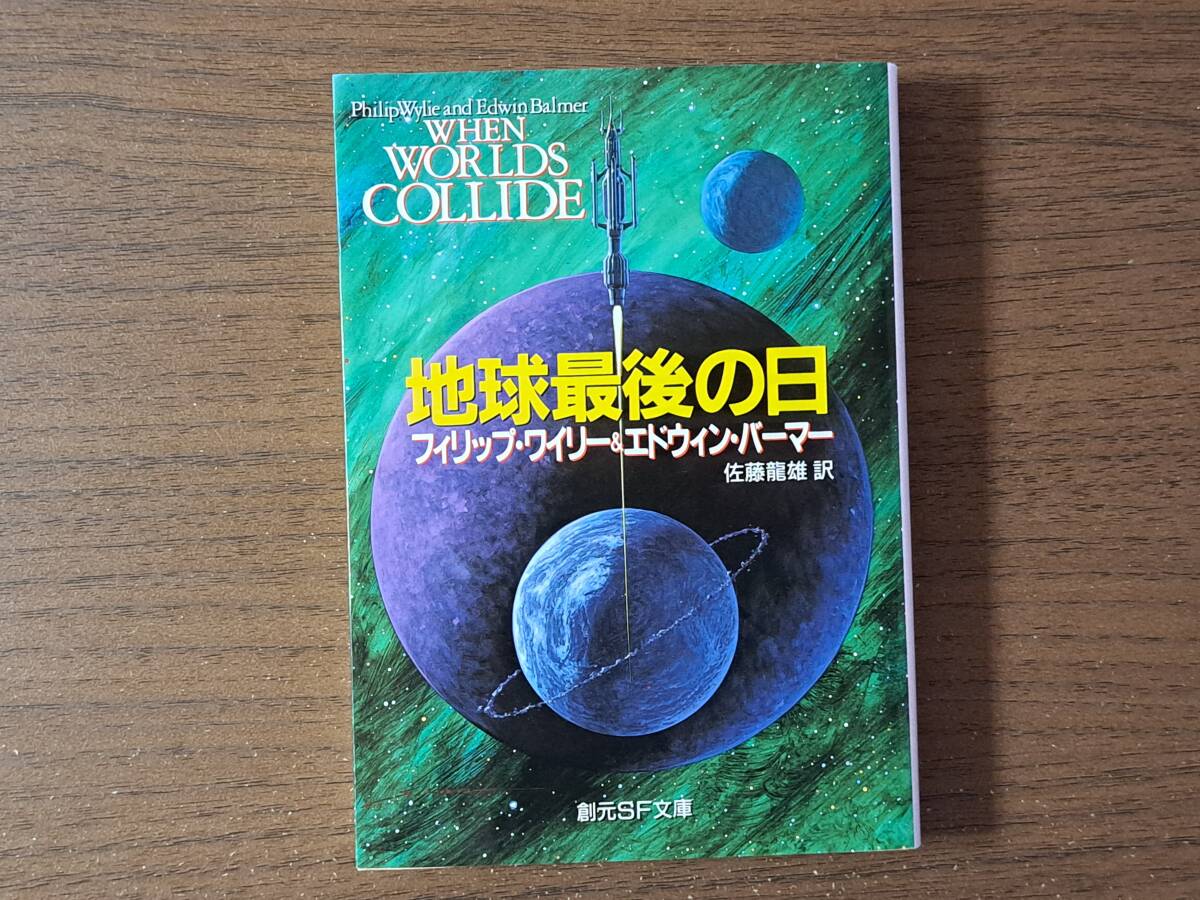 Philip Wylie and Edwin Balmer
WHEN
WORLDS
COLLIDE
地球最後の日
フィリップ・ワイリー&エドウィン・バーマー
佐藤龍雄 訳
創元SF文庫